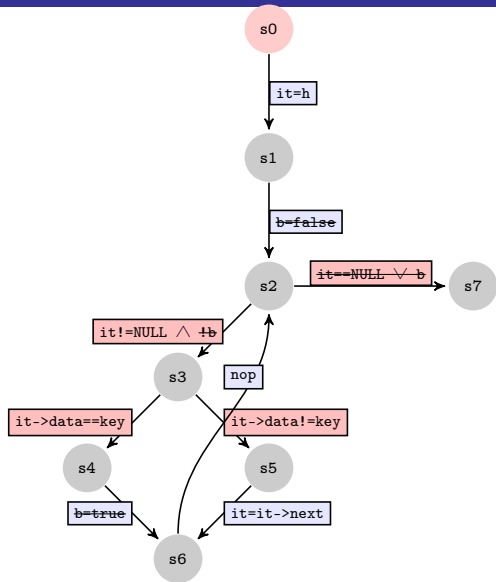 s0
it=h
s1
b=false
s2
it==NULL ∨ b
s7
it!=NULL ∧ !b
s3
nop
it->data==key
it->data!=key
s4
s5
b=true
it=it->next
s6